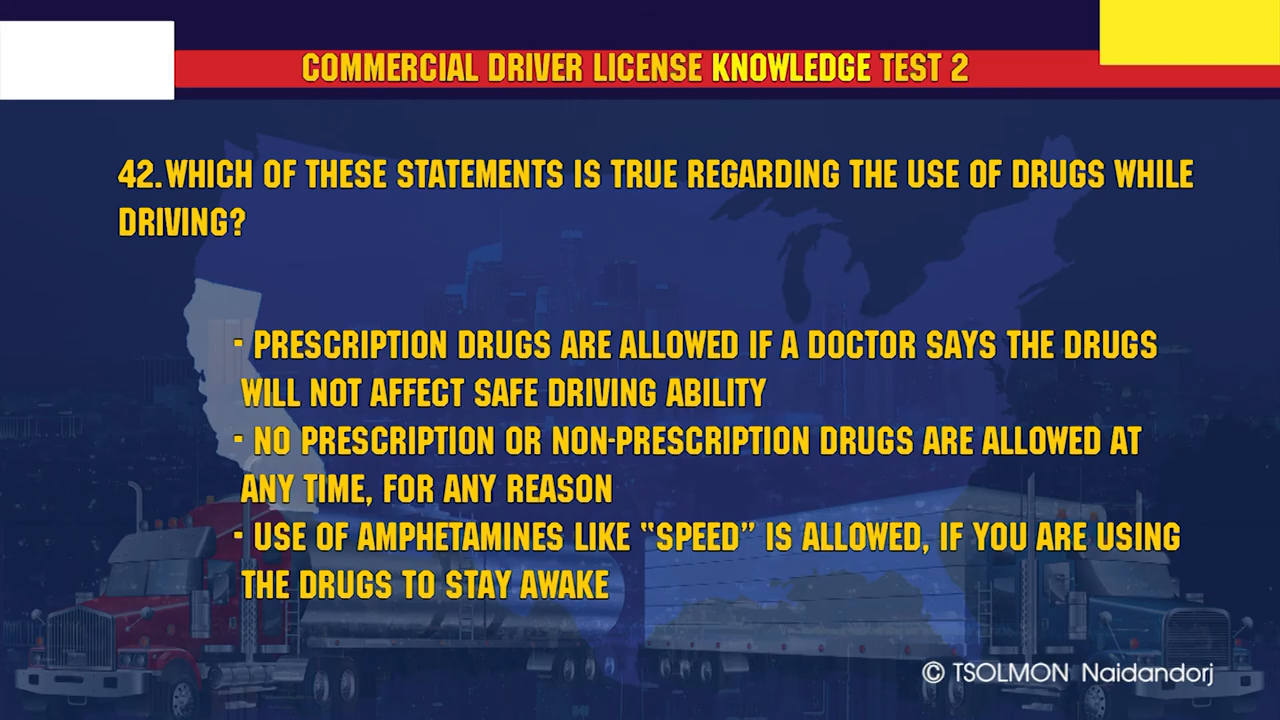 COMMERCIAL DRIVER LICENSE KNOWLEDGE TEST 2
42.WHICH OF THESE STATEMENTS IS TRUE REGARDING THE USE OF DRUGS WHILE
DRIVING?
- PRESCRIPTION DRUGS ARE ALLOWED IF A DOCTOR SAYS THE DRUGS
WILL NOT AFFECT SAFE DRIVING ABILITY
- NO PRESCRIPTION OR NON-PRESCRIPTION DRUGS ARE ALLOWED AT
ANY TIME, FOR ANY REASON
- USE OF AMPHETAMINES LIKE “SPEED” IS ALLOWED, IF YOU ARE USING
THE DRUGS TO STAY AWAKE
© TSOLMON Naidandorj